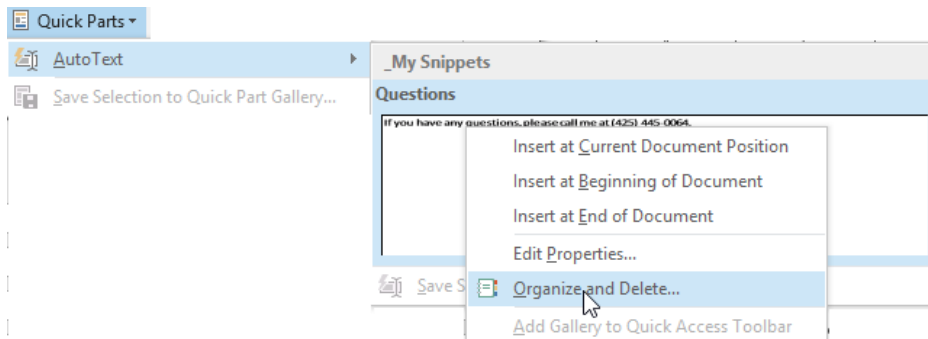 Quick Parts
AutoText
Save Selection to Quick Part Gallery...
_My Snippets
Questions
If you have any questions, please call me at (425) 445-0064.
Insert at Current Document Position
Insert at Beginning of Document
Insert at End of Document
Edit Properties...
Save S
Organize and Delete...
Add Gallery to Quick Access Toolbar